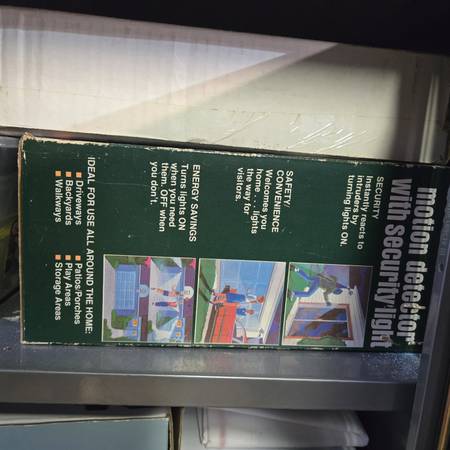 motion detector
with security light
SECURITY
Instantly reacts to
intruders by
turning lights ON.
SAFETY/
CONVENIENCE
Welcomes you
home — lights
the way for
visitors.
ENERGY SAVINGS
Turns lights ON
when you need
them. OFF when
you don't.
IDEAL FOR USE ALL AROUND THE HOME:
Driveways
Backyards
Walkways
Patios/Porches
Play Areas
Storage Areas